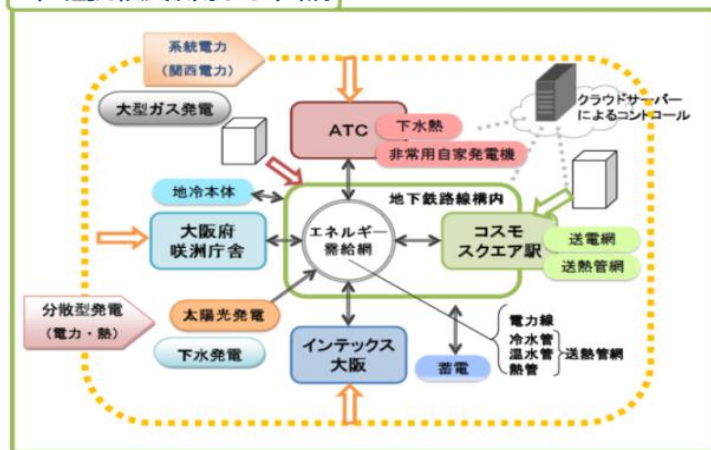 系統電力
（関西電力）
大型ガス発電
ATC
下水熱
非常用自家発電機
クラウドサーバー
によるコントロール
地冷本体
地下鉄路線構内
大阪府
咲洲庁舎
エネルギー
需給網
コスモ
スクエア駅
送電網
送熱管網
分散型発電
（電力・熱）
太陽光発電
下水発電
インテックス
大阪
蓄電
電力線
冷水管
温水管
熱管
送熱管網